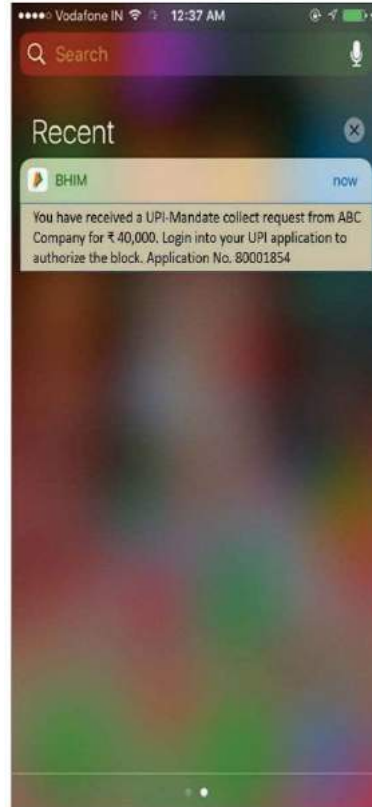 Vodafone IN 12:37 AM
Search
Recent
BHIM now
You have received a UPI-Mandate collect request from ABC
Company for ₹ 40,000. Login into your UPI application to
authorize the block. Application No. 80001854